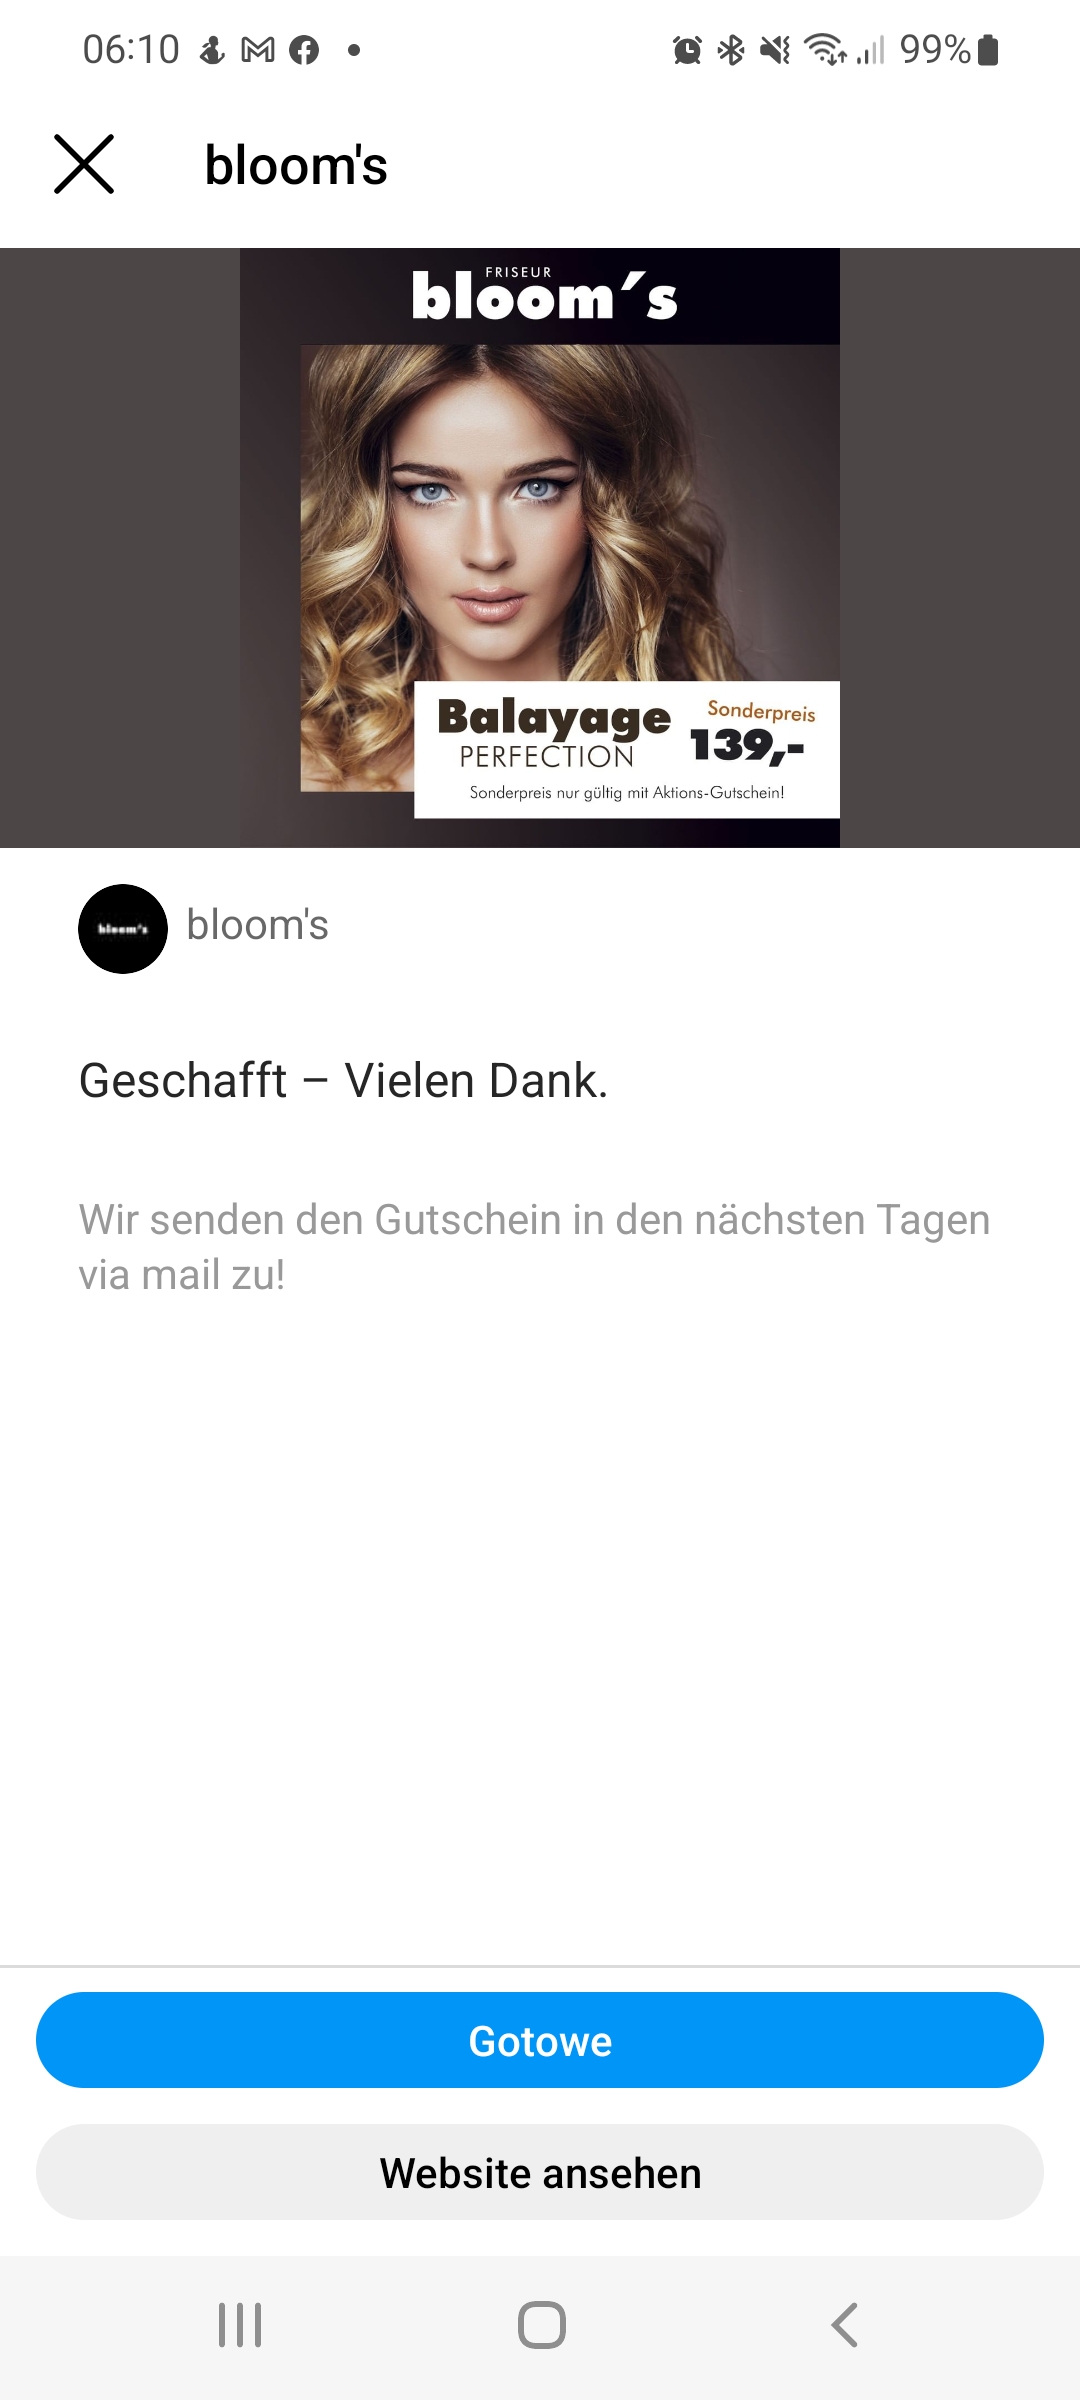 06:10
99%
bloom's
FRISEUR
bloom's
Balayage
PERFECTION
Sonderpreis
139,-
Sonderpreis nur gültig mit Aktions-Gutschein!
bloom's
bloom's
Geschafft – Vielen Dank.
Wir senden den Gutschein in den nächsten Tagen
via mail zu!
Gotowe
Website ansehen